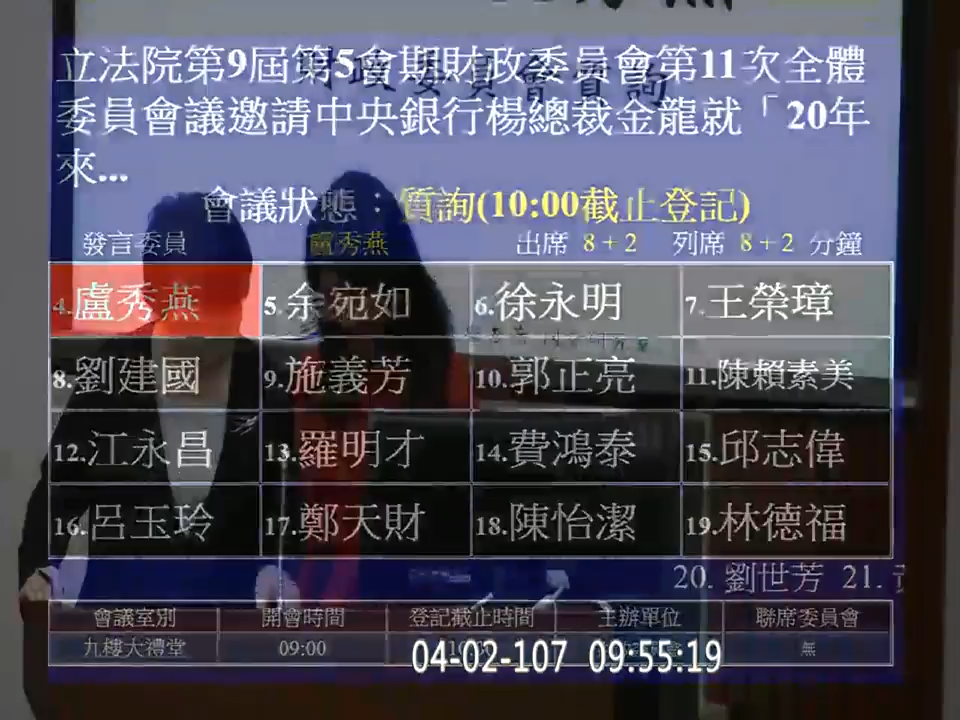 立法院第9屆第5會期財政委員會第11次全體
委員會議邀請中央銀行楊總裁金龍就「20年
來...
會議狀態：質詢(10:00截止登記)
發言委員 盧秀燕 出席 8+2 列席 8+2 分鐘
4.盧秀燕 5.余宛如 6.徐永明 7.王榮璋
8.劉建國 9.施義芳 10.郭正亮 11.陳賴素美
12.江永昌 13.羅明才 14.費鴻泰 15.邱志偉
16.呂玉玲 17.鄭天財 18.陳怡潔 19.林德福
20. 劉世芳 21.
會議室別 開會時間 登記截止時間 主辦單位 聯席委員會
九樓大禮堂 09:00 無
04-02-107 09:55:19
財政委員會質詢